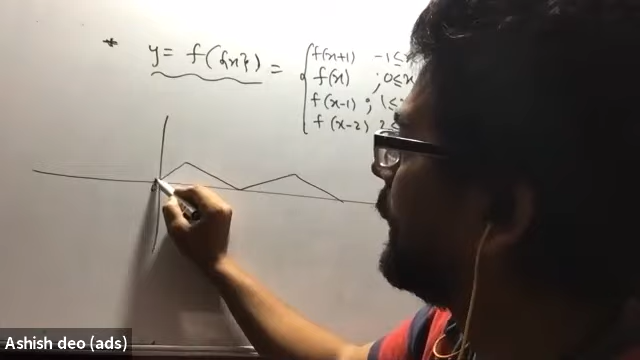 * y = f({x}) =
f(x+1) -1≤x
f(x) ; 0≤x
f(x-1) ; 1≤
f(x-2) 2≤
Ashish deo (ads)